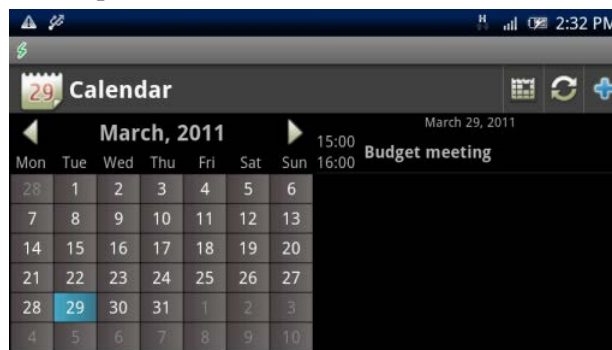 H 2:32 PM
29 Calendar
March, 2011
Mon Tue Wed Thu Fri Sat Sun
28 1 2 3 4 5 6
7 8 9 10 11 12 13
14 15 16 17 18 19 20
21 22 23 24 25 26 27
28 29 30 31 1 2 3
4 5 6 7 8 9 10
March 29, 2011
15:00
Budget meeting
16:00